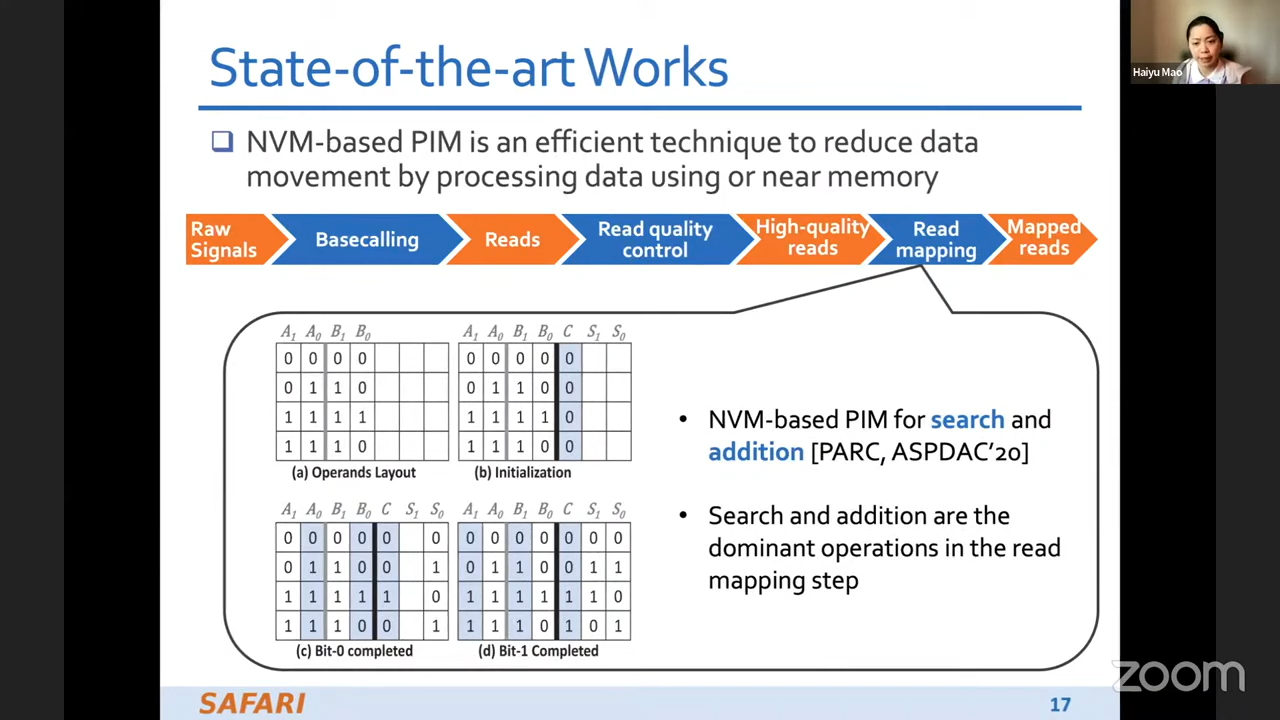 State-of-the-art Works
Haiyu Mao
NVM-based PIM is an efficient technique to reduce data
movement by processing data using or near memory
Raw
Signals
Basecalling
Reads
Read quality
control
High-quality
reads
Read
mapping
Mapped
reads
A1 A0 B1 B0
0 0 0 0
0 1 1 0
1 1 1 1
1 1 1 0
(a) Operands Layout
A1 A0 B1 B0 C S1 S0
0 0 0 0 0
0 1 1 0 0
1 1 1 1 0
1 1 1 0 0
(b) Initialization
A1 A0 B1 B0 C S1 S0
0 0 0 0 0 0
0 1 1 0 0 1
1 1 1 1 1 0
1 1 1 0 0 1
(c) Bit-0 completed
A1 A0 B1 B0 C S1 S0
0 0 0 0 0 0 0
0 1 1 0 0 1 1
1 1 1 1 1 1 0
1 1 1 0 1 0 1
(d) Bit-1 Completed
• NVM-based PIM for search and
addition [PARC, ASPDAC’20]
• Search and addition are the
dominant operations in the read
mapping step
zoom
SAFARI
17